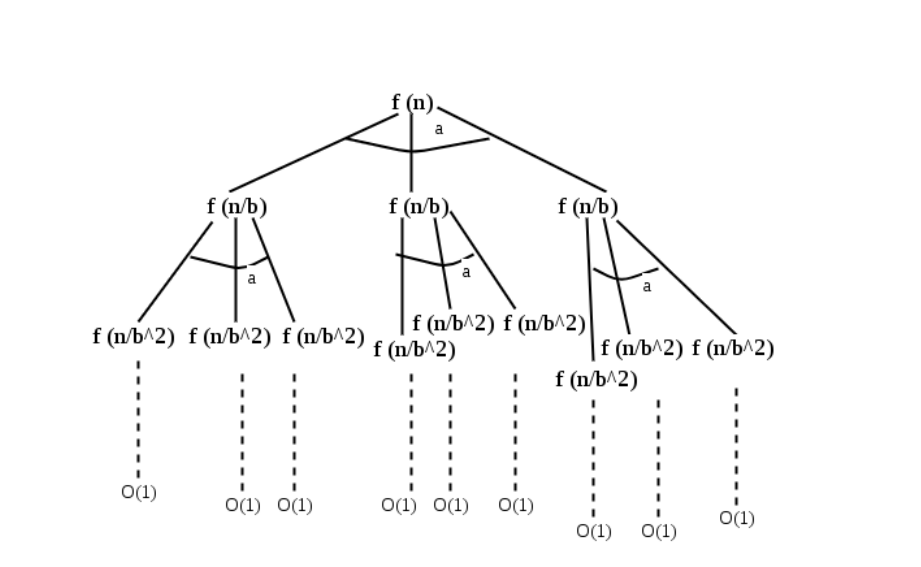 f (n)
a
f (n/b) f (n/b) f (n/b)
a a a
f (n/b^2) f (n/b^2) f (n/b^2) f (n/b^2) f (n/b^2) f (n/b^2) f (n/b^2) f (n/b^2) f (n/b^2)
O(1) O(1) O(1) O(1) O(1) O(1) O(1) O(1) O(1)